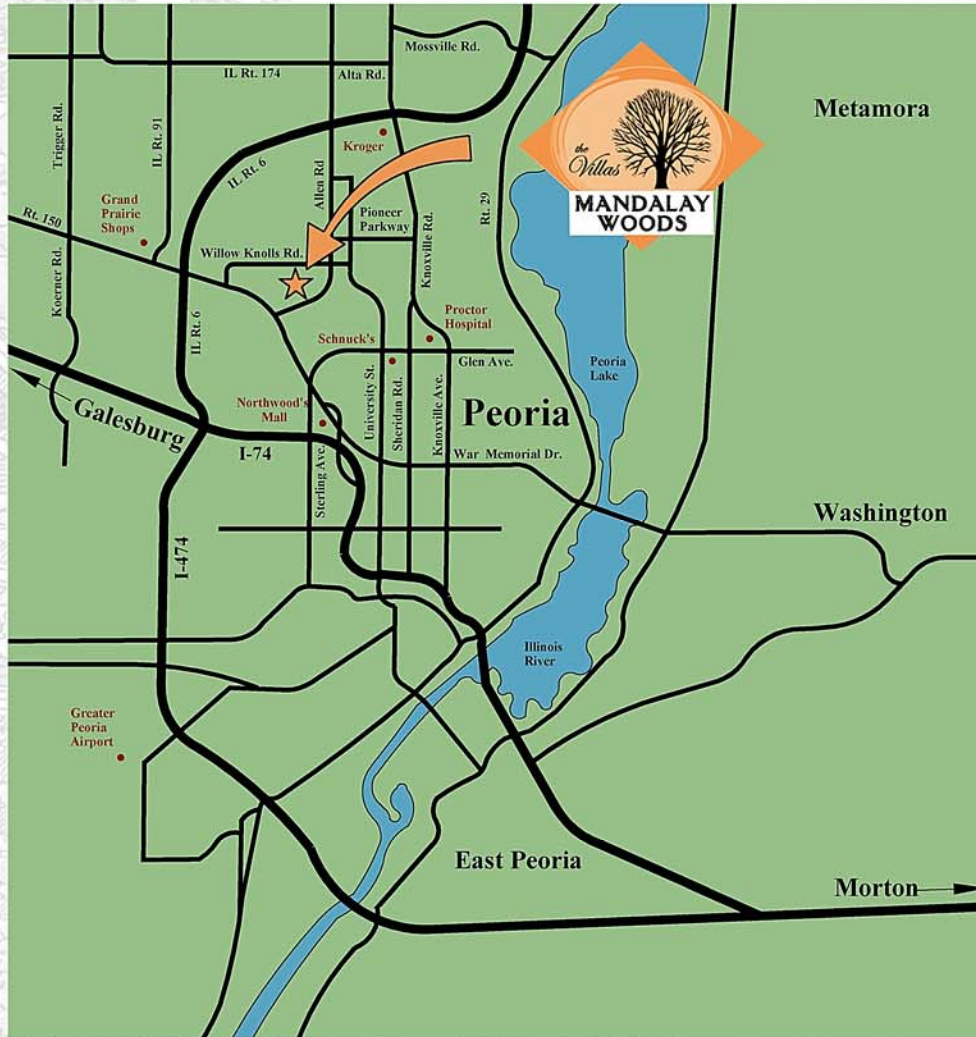 Mossville Rd.
IL Rt. 174
Alta Rd.
Trigger Rd.
IL Rt. 91
IL Rt. 6
Kroger
Allen Rd
the
Villas
MANDALAY
WOODS
Metamora
Grand
Prairie
Shops
Rt. 150
Pioneer
Parkway
Knoxville Rd.
Rt. 29
Willow Knolls Rd.
Koerner Rd.
IL Rt. 6
Schnuck's
Proctor
Hospital
Glen Ave.
Peoria
Lake
Galesburg
Northwood's
Mall
University St.
Sheridan Rd.
Knoxville Ave.
Peoria
I-74
War Memorial Dr.
Sterling Ave.
Washington
I-474
Illinois
River
Greater
Peoria
Airport
East Peoria
Morton